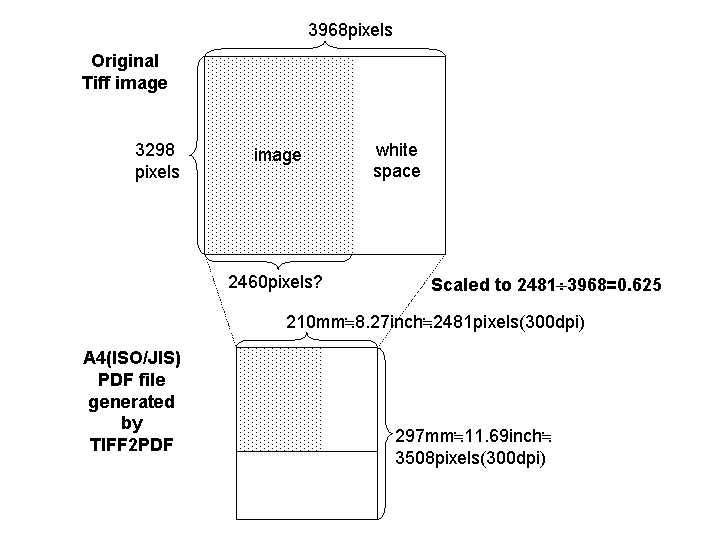 3968pixels
Original
Tiff image
3298
pixels
image
white
space
2460pixels?
Scaled to 2481÷3968=0.625
210mm≒8.27inch≒2481pixels(300dpi)
A4(ISO/JIS)
PDF file
generated
by
TIFF2PDF
297mm≒11.69inch≒
3508pixels(300dpi)